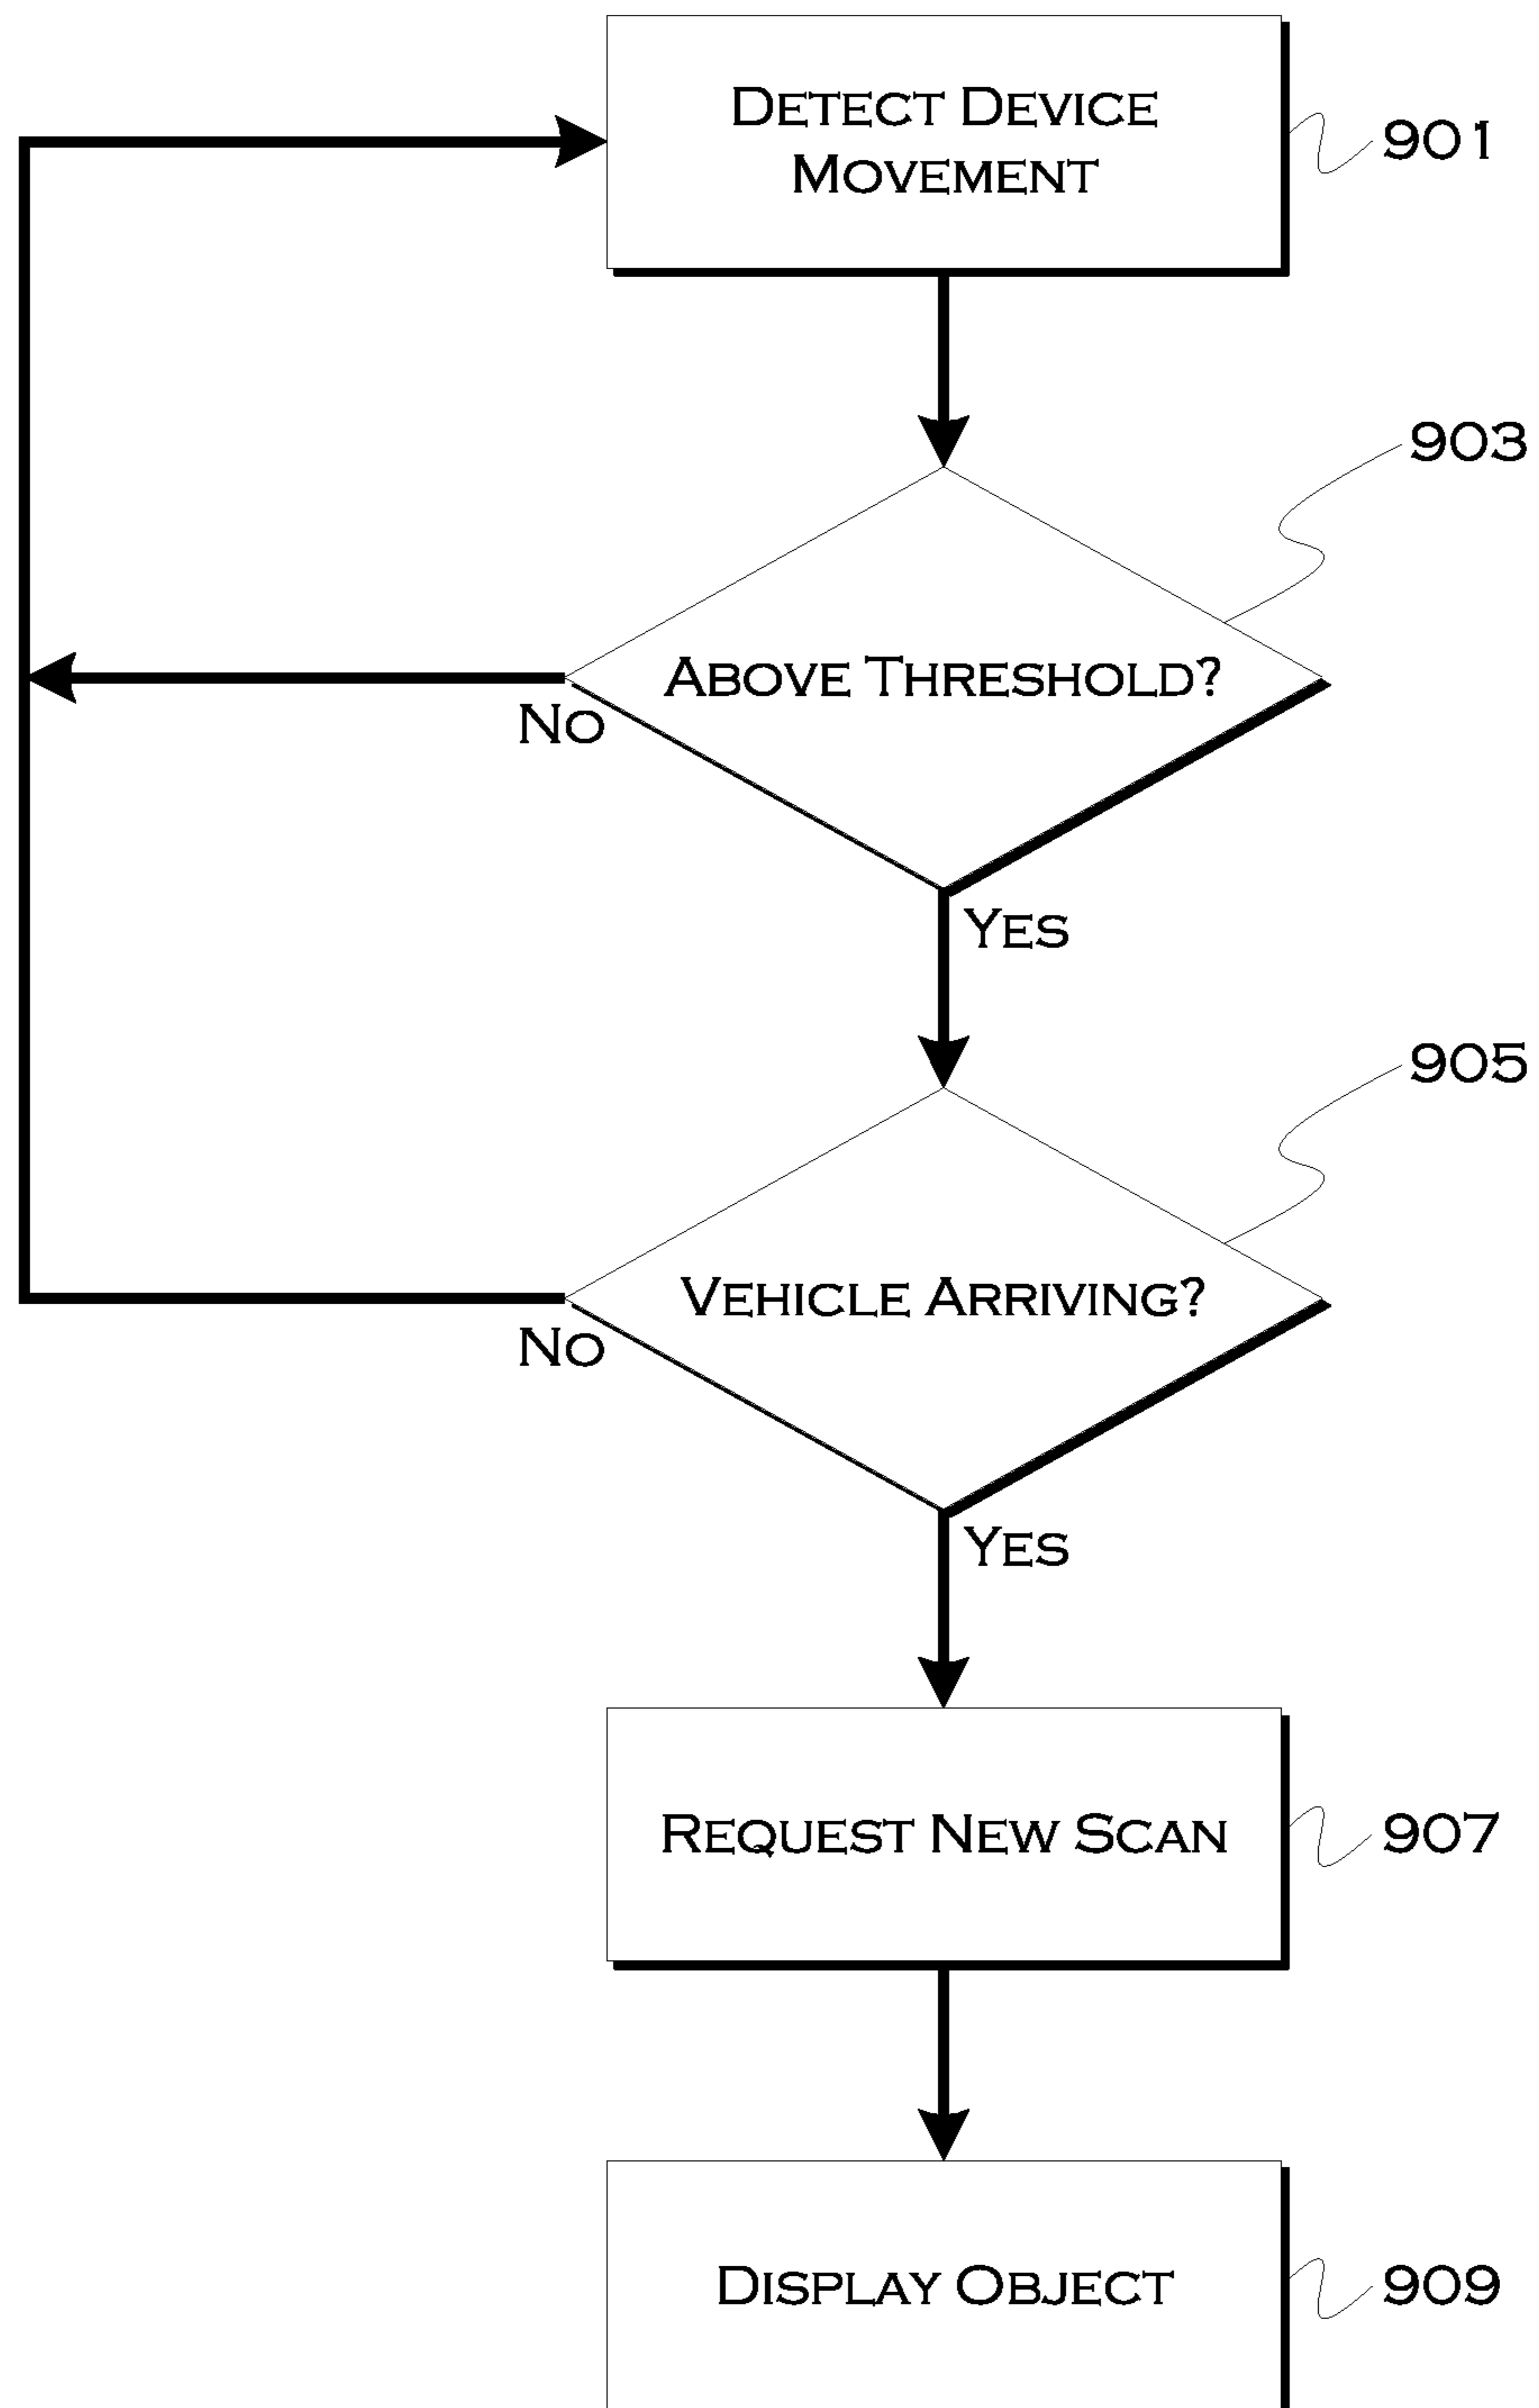 DETECT DEVICE
MOVEMENT
901
903
ABOVE THRESHOLD?
NO
YES
905
VEHICLE ARRIVING?
NO
YES
REQUEST NEW SCAN
907
DISPLAY OBJECT
909